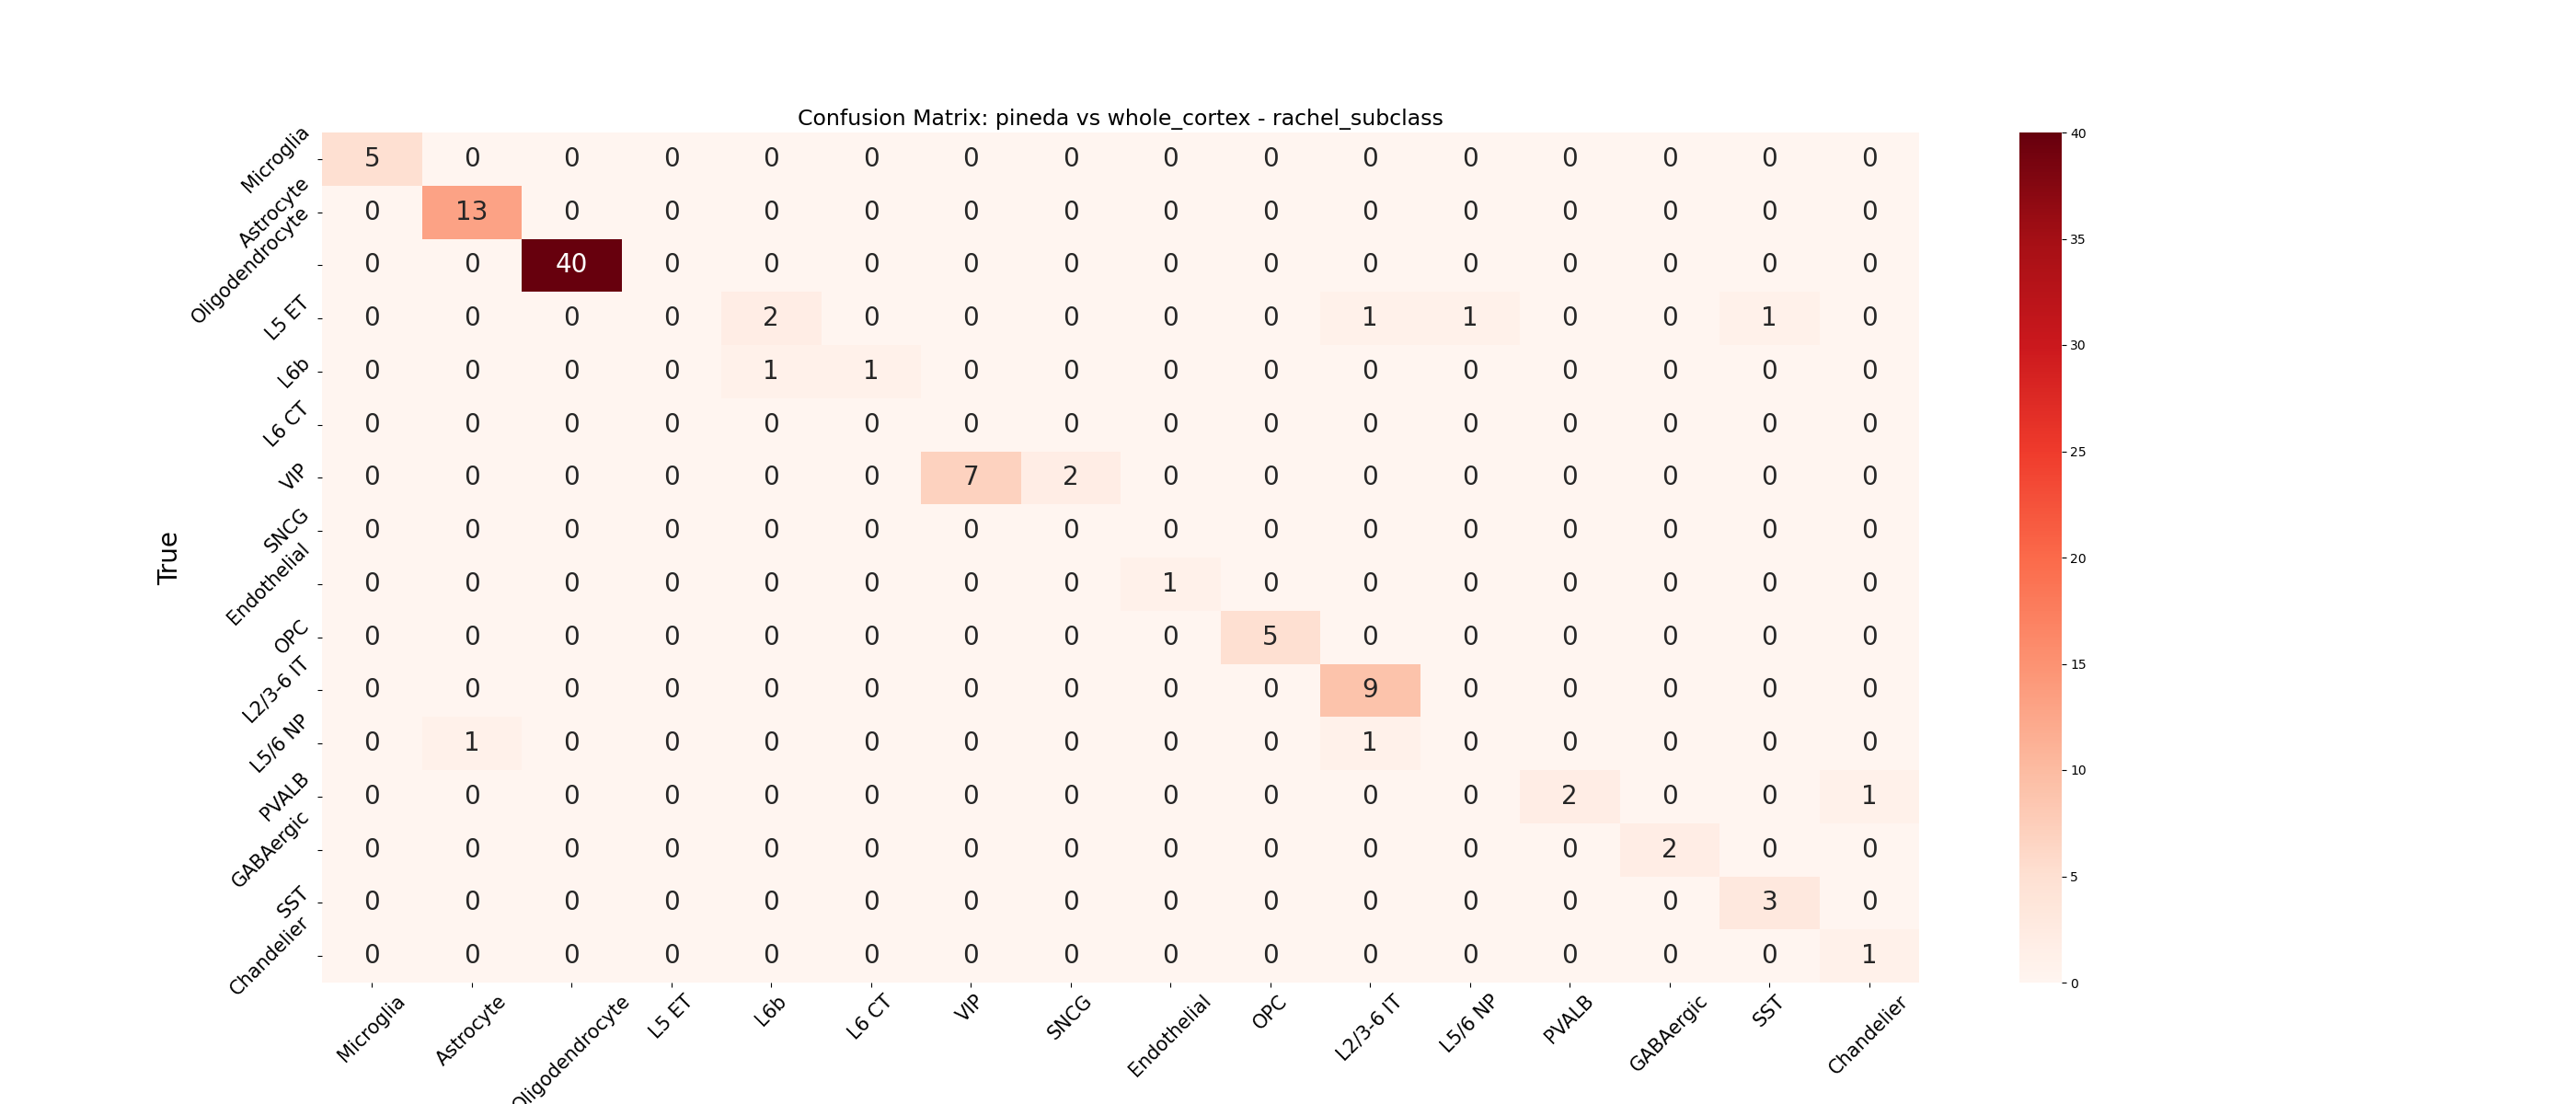 Confusion Matrix: pineda vs whole_cortex - rachel_subclass
True
Microglia 5 0 0 0 0 0 0 0 0 0 0 0 0 0 0 0
Astrocyte 0 13 0 0 0 0 0 0 0 0 0 0 0 0 0 0
Oligodendrocyte 0 0 40 0 0 0 0 0 0 0 0 0 0 0 0 0
L5 ET 0 0 0 0 2 0 0 0 0 0 1 1 0 0 1 0
L6b 0 0 0 0 1 1 0 0 0 0 0 0 0 0 0 0
L6 CT 0 0 0 0 0 0 0 0 0 0 0 0 0 0 0 0
VIP 0 0 0 0 0 0 7 2 0 0 0 0 0 0 0 0
SNCG 0 0 0 0 0 0 0 0 0 0 0 0 0 0 0 0
Endothelial 0 0 0 0 0 0 0 0 1 0 0 0 0 0 0 0
OPC 0 0 0 0 0 0 0 0 0 5 0 0 0 0 0 0
L2/3-6 IT 0 0 0 0 0 0 0 0 0 0 9 0 0 0 0 0
L5/6 NP 0 1 0 0 0 0 0 0 0 0 1 0 0 0 0 0
PVALB 0 0 0 0 0 0 0 0 0 0 0 0 2 0 0 1
GABAergic 0 0 0 0 0 0 0 0 0 0 0 0 0 2 0 0
SST 0 0 0 0 0 0 0 0 0 0 0 0 0 0 3 0
Chandelier 0 0 0 0 0 0 0 0 0 0 0 0 0 0 0 1
Microglia Astrocyte Oligodendrocyte L5 ET L6b L6 CT VIP SNCG Endothelial OPC L2/3-6 IT L5/6 NP PVALB GABAergic SST Chandelier
40
35
30
25
20
15
10
5
0